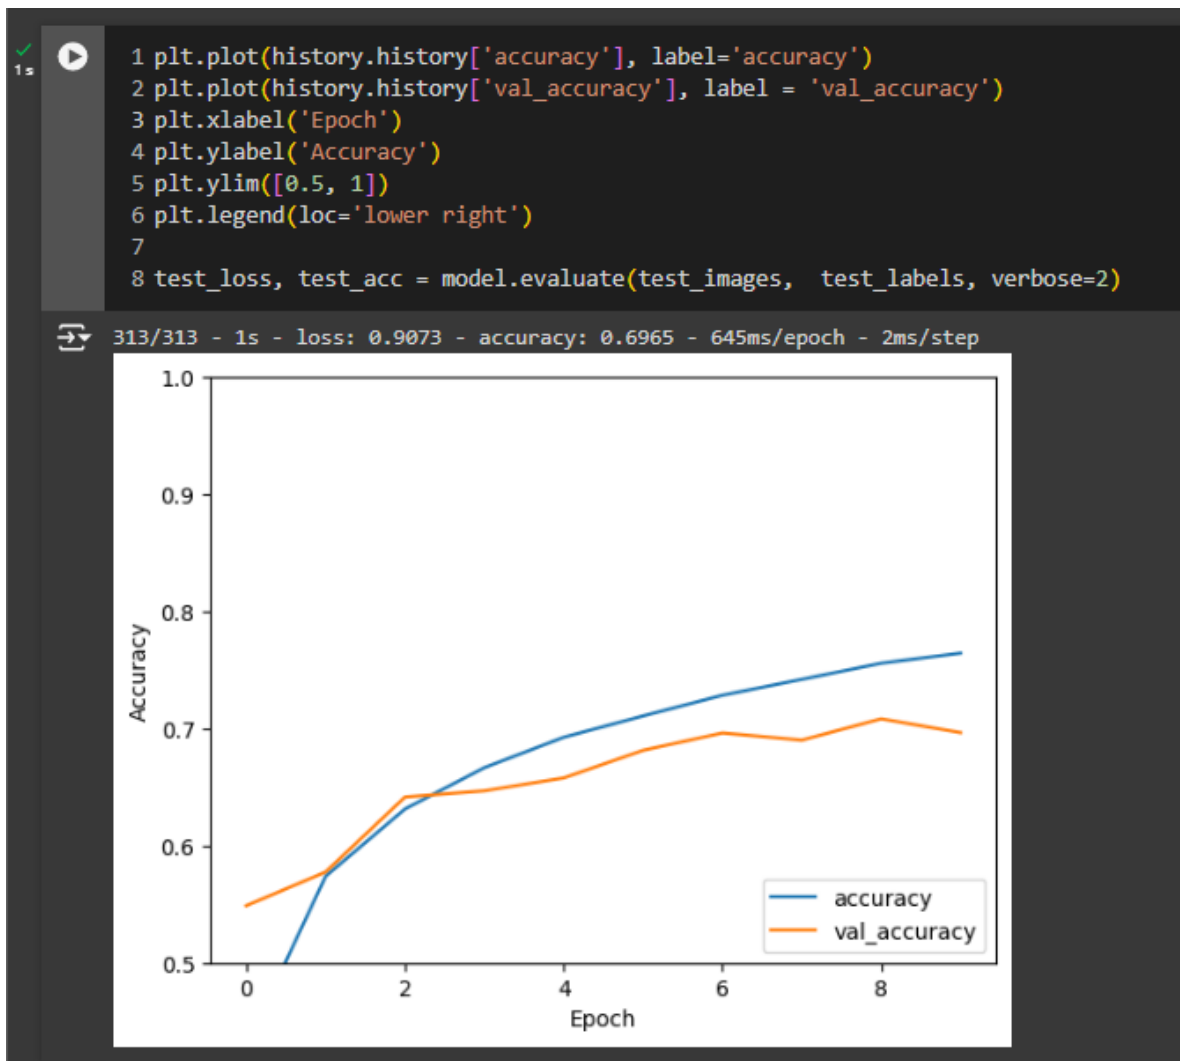 1s
1 plt.plot(history.history['accuracy'], label='accuracy')
2 plt.plot(history.history['val_accuracy'], label = 'val_accuracy')
3 plt.xlabel('Epoch')
4 plt.ylabel('Accuracy')
5 plt.ylim([0.5, 1])
6 plt.legend(loc='lower right')
7
8 test_loss, test_acc = model.evaluate(test_images,  test_labels, verbose=2)
313/313 - 1s - loss: 0.9073 - accuracy: 0.6965 - 645ms/epoch - 2ms/step
1.0
0.9
0.8
0.7
0.6
0.5
Accuracy
accuracy
val_accuracy
0 2 4 6 8
Epoch